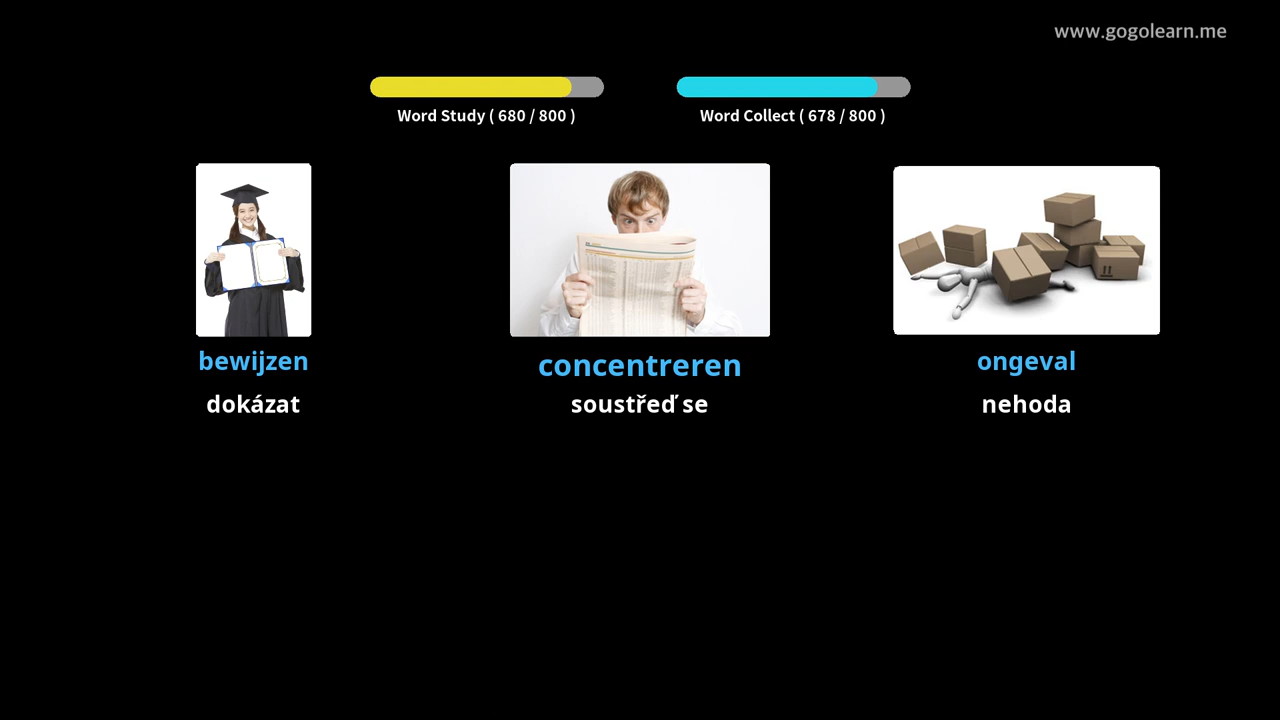 www.gogolearn.me
Word Study ( 680 / 800 )
Word Collect ( 678 / 800 )
bewijzen
dokázat
concentreren
soustřeď se
ongeval
nehoda